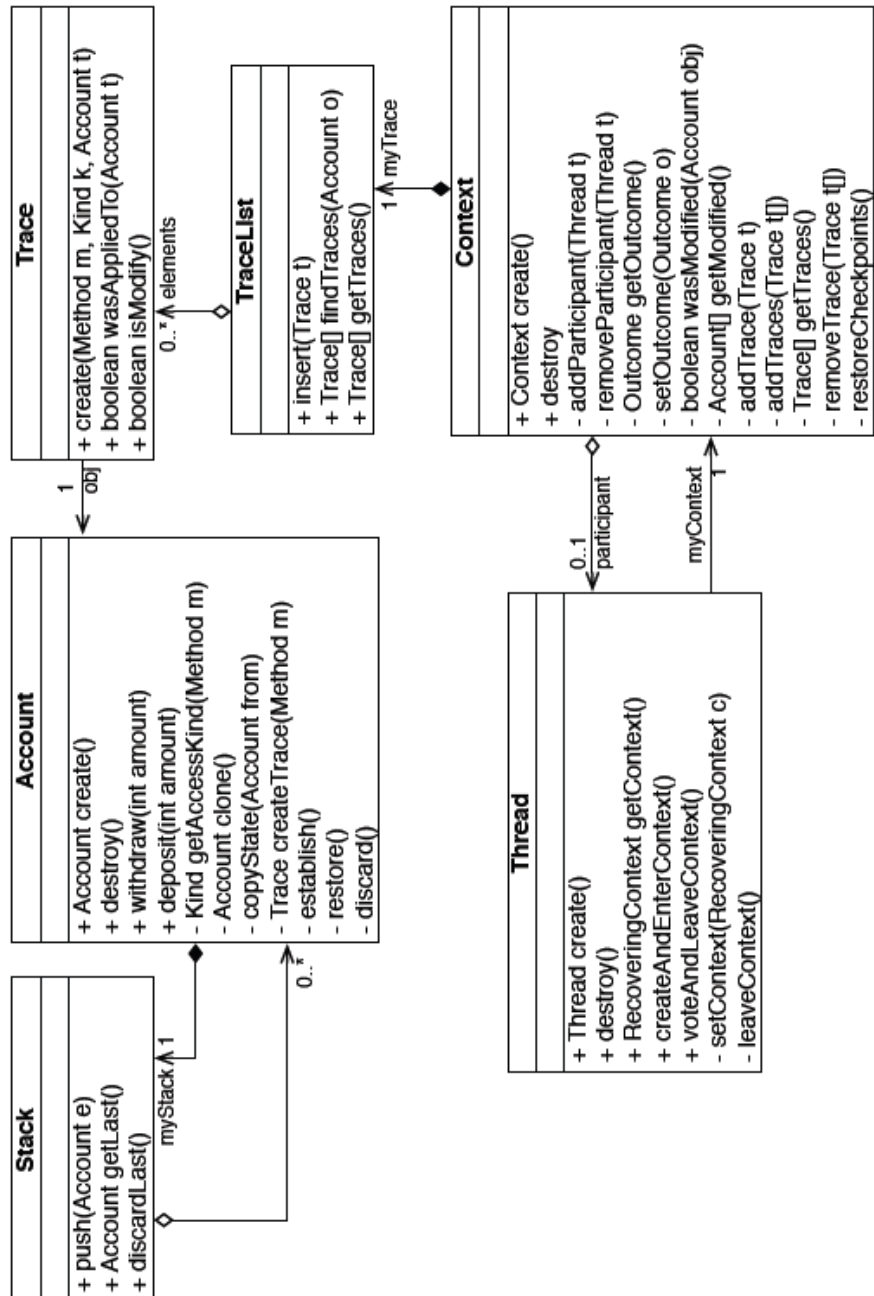 Stack
+ push(Account e)
+ Account getLast()
+ discardLast()
myStack
1
0..*
Account
+ Account create()
+ destroy()
+ withdraw(int amount)
+ deposit(int amount)
- Kind getAccessKind(Method m)
- Account clone()
- copyState(Account from)
- Trace createTrace(Method m)
- establish()
- restore()
- discard()
1
obj
Trace
+ create(Method m, Kind k, Account t)
+ boolean wasAppliedTo(Account t)
+ boolean isModify()
0..*
elements
TraceList
+ insert(Trace t)
+ Trace[] findTraces(Account o)
+ Trace[] getTraces()
1
myTrace
Thread
+ Thread create()
+ destroy()
+ RecoveringContext getContext()
+ createAndEnterContext()
+ voteAndLeaveContext()
- setContext(RecoveringContext c)
- leaveContext()
0..1
participant
myContext
1
Context
+ Context create()
+ destroy
- addParticipant(Thread t)
- removeParticipant(Thread t)
- Outcome getOutcome()
- setOutcome(Outcome o)
- boolean wasModified(Account obj)
- Account[] getModified()
- addTrace(Trace t)
- addTraces(Trace t[])
- Trace[] getTraces()
- removeTrace(Trace t[])
- restoreCheckpoints()